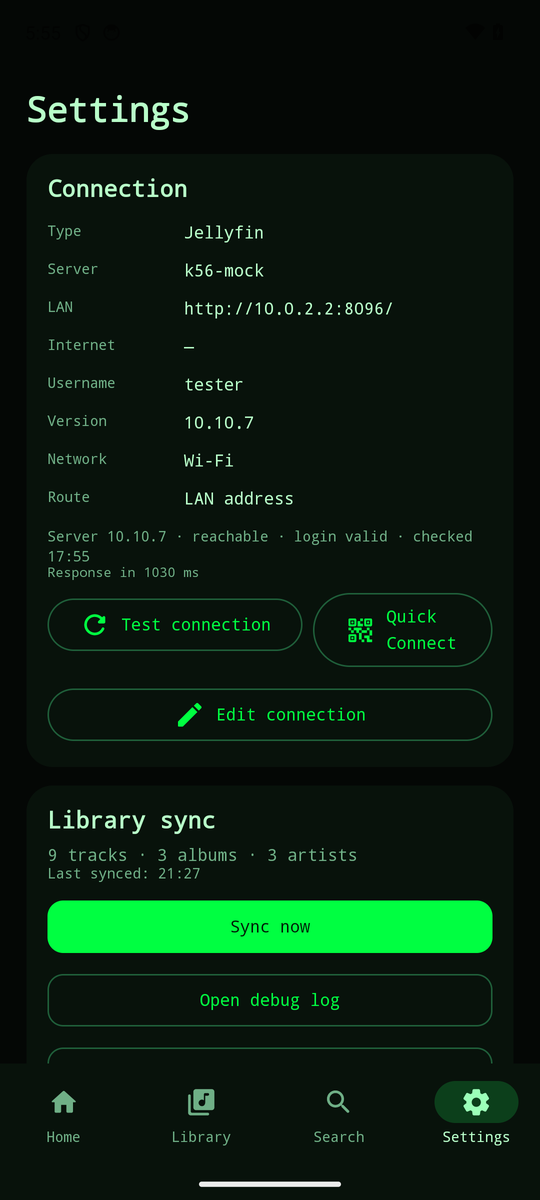 Settings
Connection
Type Jellyfin
Server k56-mock
LAN http://10.0.2.2:8096/
Internet —
Username tester
Version 10.10.7
Network Wi-Fi
Route LAN address
Server 10.10.7 · reachable · login valid · checked
17:55
Response in 1030 ms
Test connection
Quick
Connect
Edit connection
Library sync
9 tracks · 3 albums · 3 artists
Last synced: 21:27
Sync now
Open debug log
Home Library Search Settings